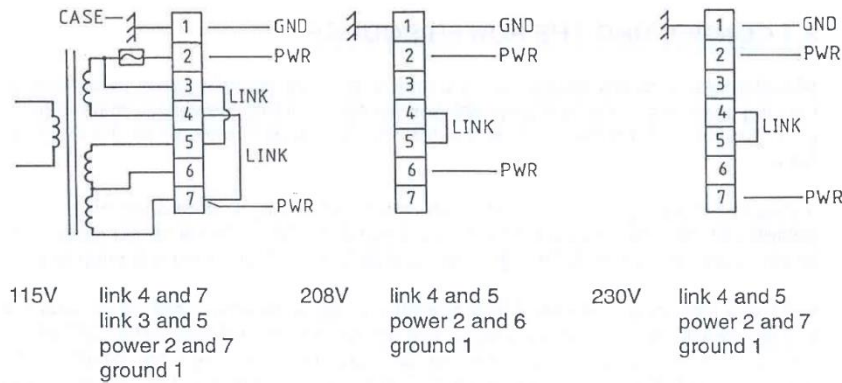 CASE
1 GND
2 PWR
3
LINK
4
5
LINK
6
7 PWR
1 GND
2 PWR
3
4
LINK
5
6 PWR
7
1 GND
2 PWR
3
4
LINK
5
6
7 PWR
115V link 4 and 7
link 3 and 5
power 2 and 7
ground 1
208V link 4 and 5
power 2 and 6
ground 1
230V link 4 and 5
power 2 and 7
ground 1